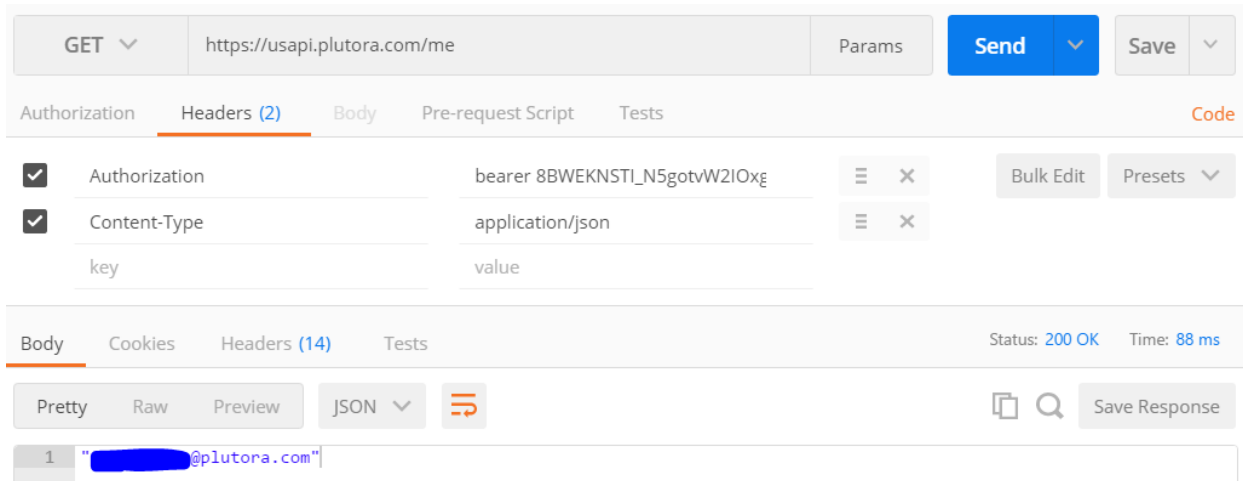 GET https://usapi.plutora.com/me Params Send Save
Authorization Headers (2) Body Pre-request Script Tests Code
Authorization bearer 8BWEKNSTI_N5gotvW2IOxg Bulk Edit Presets
Content-Type application/json
key value
Body Cookies Headers (14) Tests Status: 200 OK Time: 88 ms
Pretty Raw Preview JSON Save Response
1 "@plutora.com"